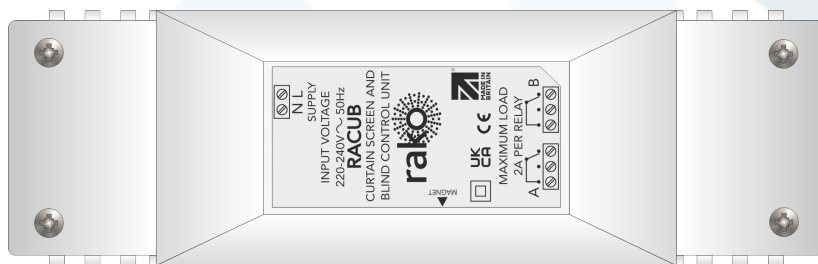 N L
SUPPLY
INPUT VOLTAGE
220-240V~ 50Hz
RACUB
CURTAIN SCREEN AND
BLIND CONTROL UNIT
rako
MAGNET
MADE IN
BRITAIN
®
UK
CA
CE
MAXIMUM LOAD
2A PER RELAY
A
B